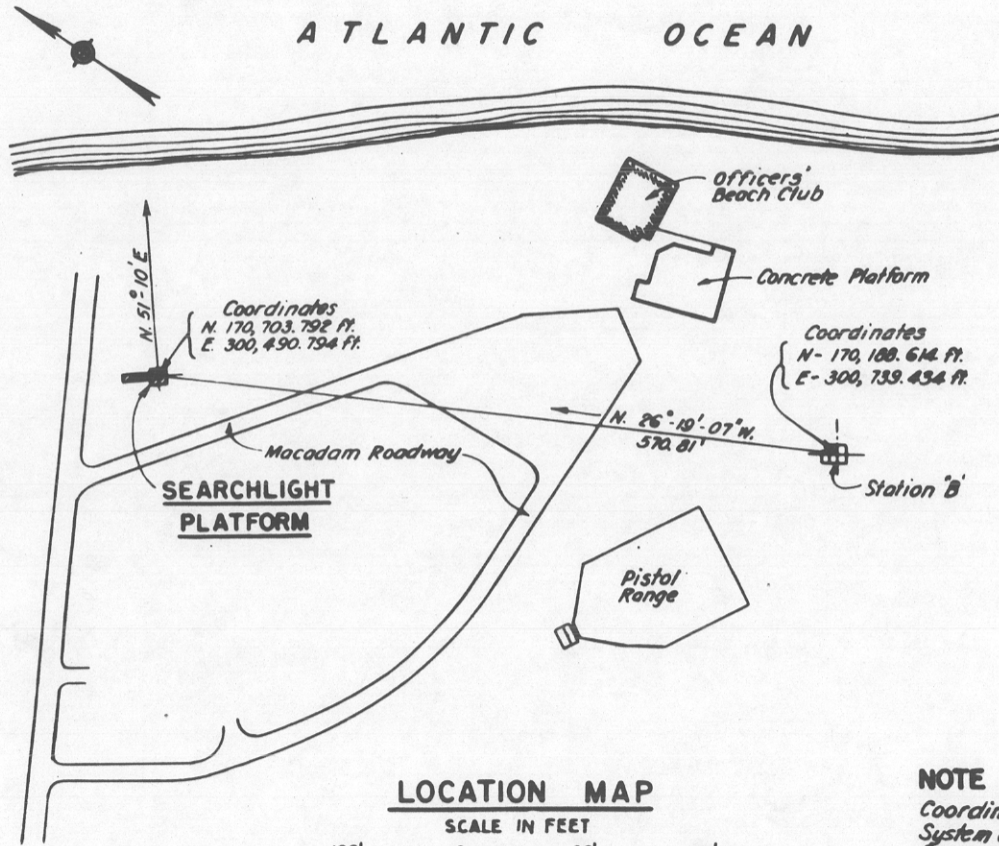 ATLANTIC OCEAN
Officers'
Beach Club
Concrete Platform
N. 51°-10' E
Coordinates
N. 170, 703.792 ft.
E. 300, 490.794 ft.
Coordinates
N- 170, 188.614 ft.
E- 300, 739.434 ft.
N. 26°-19'-07" W.
570.81'
Macadam Roadway
Station "B"
SEARCHLIGHT
PLATFORM
Pistol
Range
LOCATION MAP
SCALE IN FEET
NOTE
System